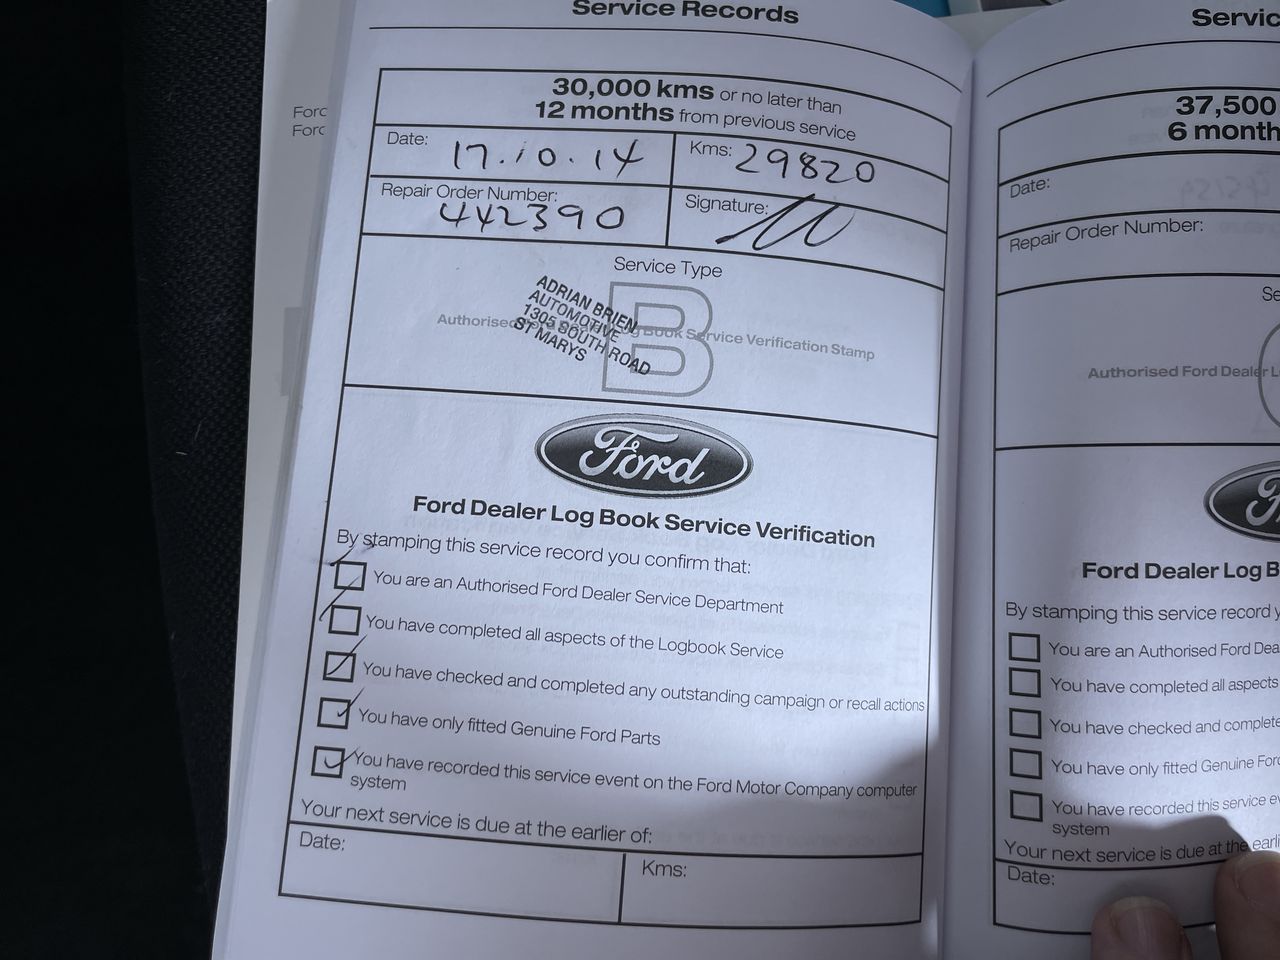 Service Records
30,000 kms or no later than
12 months from previous service
Date: 17.10.14
Kms: 29820
Repair Order Number:
442390
Signature:
Service Type
B
Authorised Ford Dealer Log Book Service Verification Stamp
ADRIAN BRIEN
AUTOMOTIVE
1305 SOUTH ROAD
ST MARYS
Ford
Ford Dealer Log Book Service Verification
By stamping this service record you confirm that:
You are an Authorised Ford Dealer Service Department
You have completed all aspects of the Logbook Service
You have checked and completed any outstanding campaign or recall actions
You have only fitted Genuine Ford Parts
You have recorded this service event on the Ford Motor Company computer
system
Your next service is due at the earlier of:
Date:
Kms:
Servic
37,500
6 month
Date:
Repair Order Number:
Se
Authorised Ford Dealer L
Ford Dealer Log B
By stamping this service record y
You are an Authorised Ford Dea
You have completed all aspects
You have checked and complete
You have only fitted Genuine For
You have recorded this service ev
system
Your next service is due at the earli
Date: